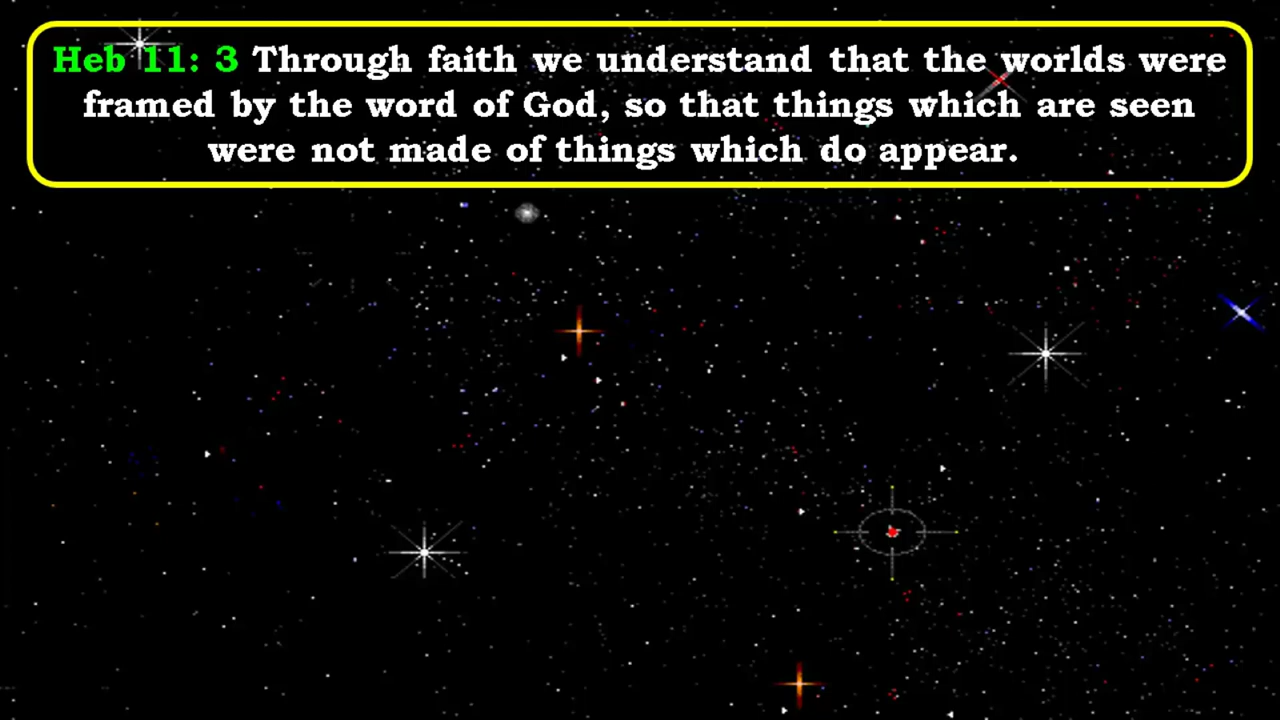 Heb 11: 3 Through faith we understand that the worlds were
framed by the word of God, so that things which are seen
were not made of things which do appear.